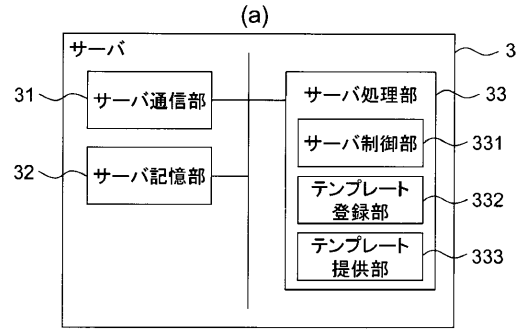 (a)
サーバ
3
31
サーバ通信部
サーバ処理部
33
サーバ制御部
331
32
サーバ記憶部
テンプレート
登録部
332
テンプレート
提供部
333